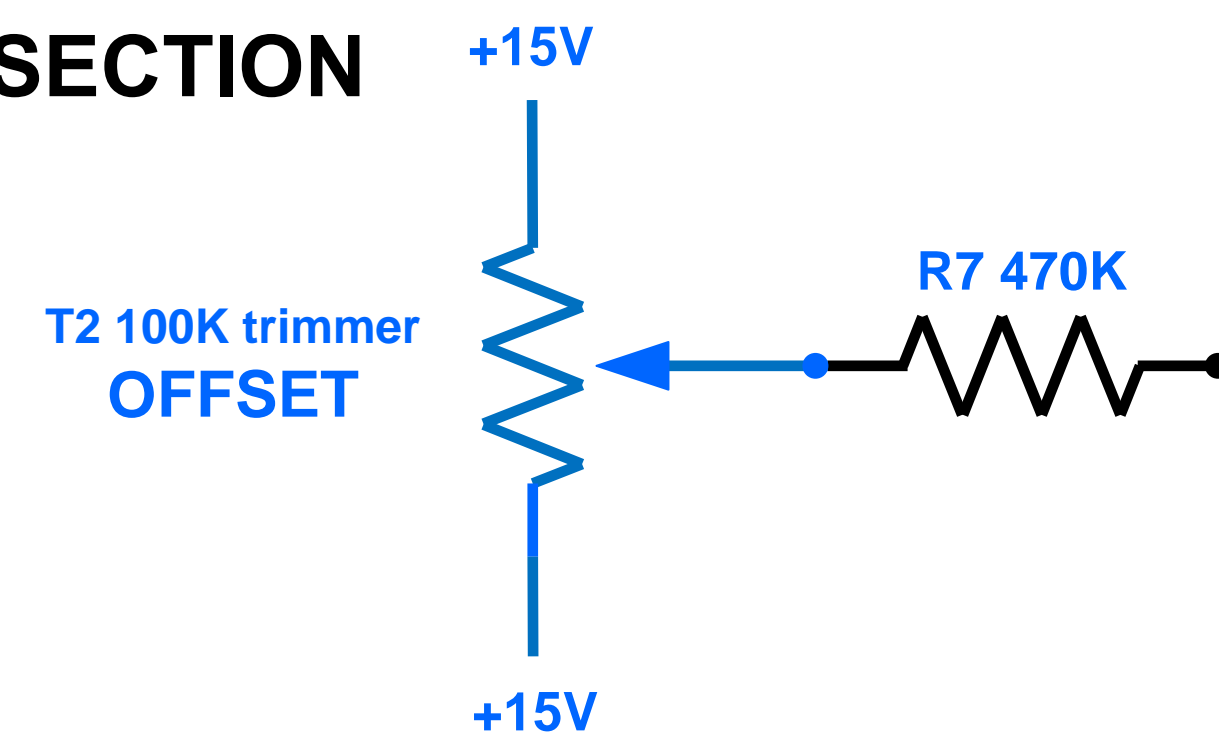 SECTION
+15V
R7 470K
T2 100K trimmer
OFFSET
+15V